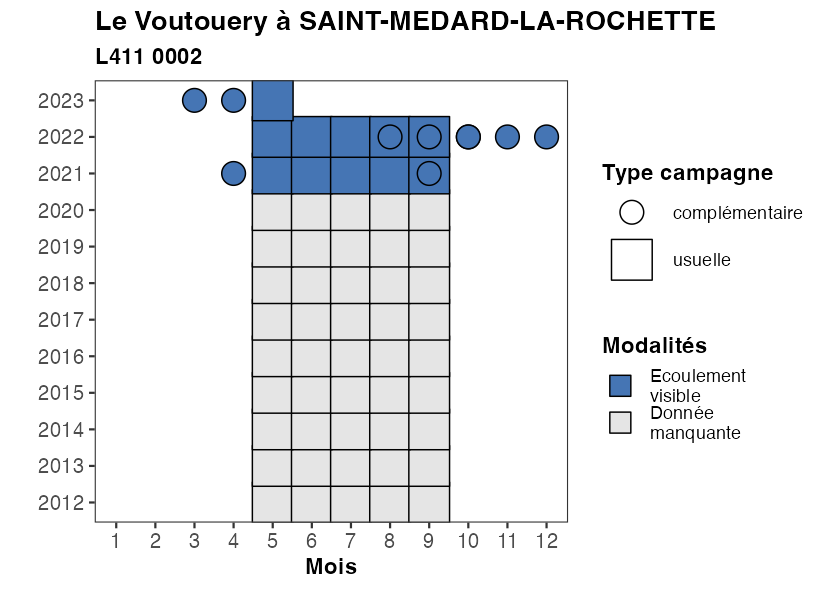 Le Voutouery à SAINT-MEDARD-LA-ROCHETTE
L411 0002
2023
2022
2021
2020
2019
2018
2017
2016
2015
2014
2013
2012
1 2 3 4 5 6 7 8 9 10 11 12
Mois
Type campagne
complémentaire
usuelle
Modalités
Ecoulement
visible
Donnée
manquante